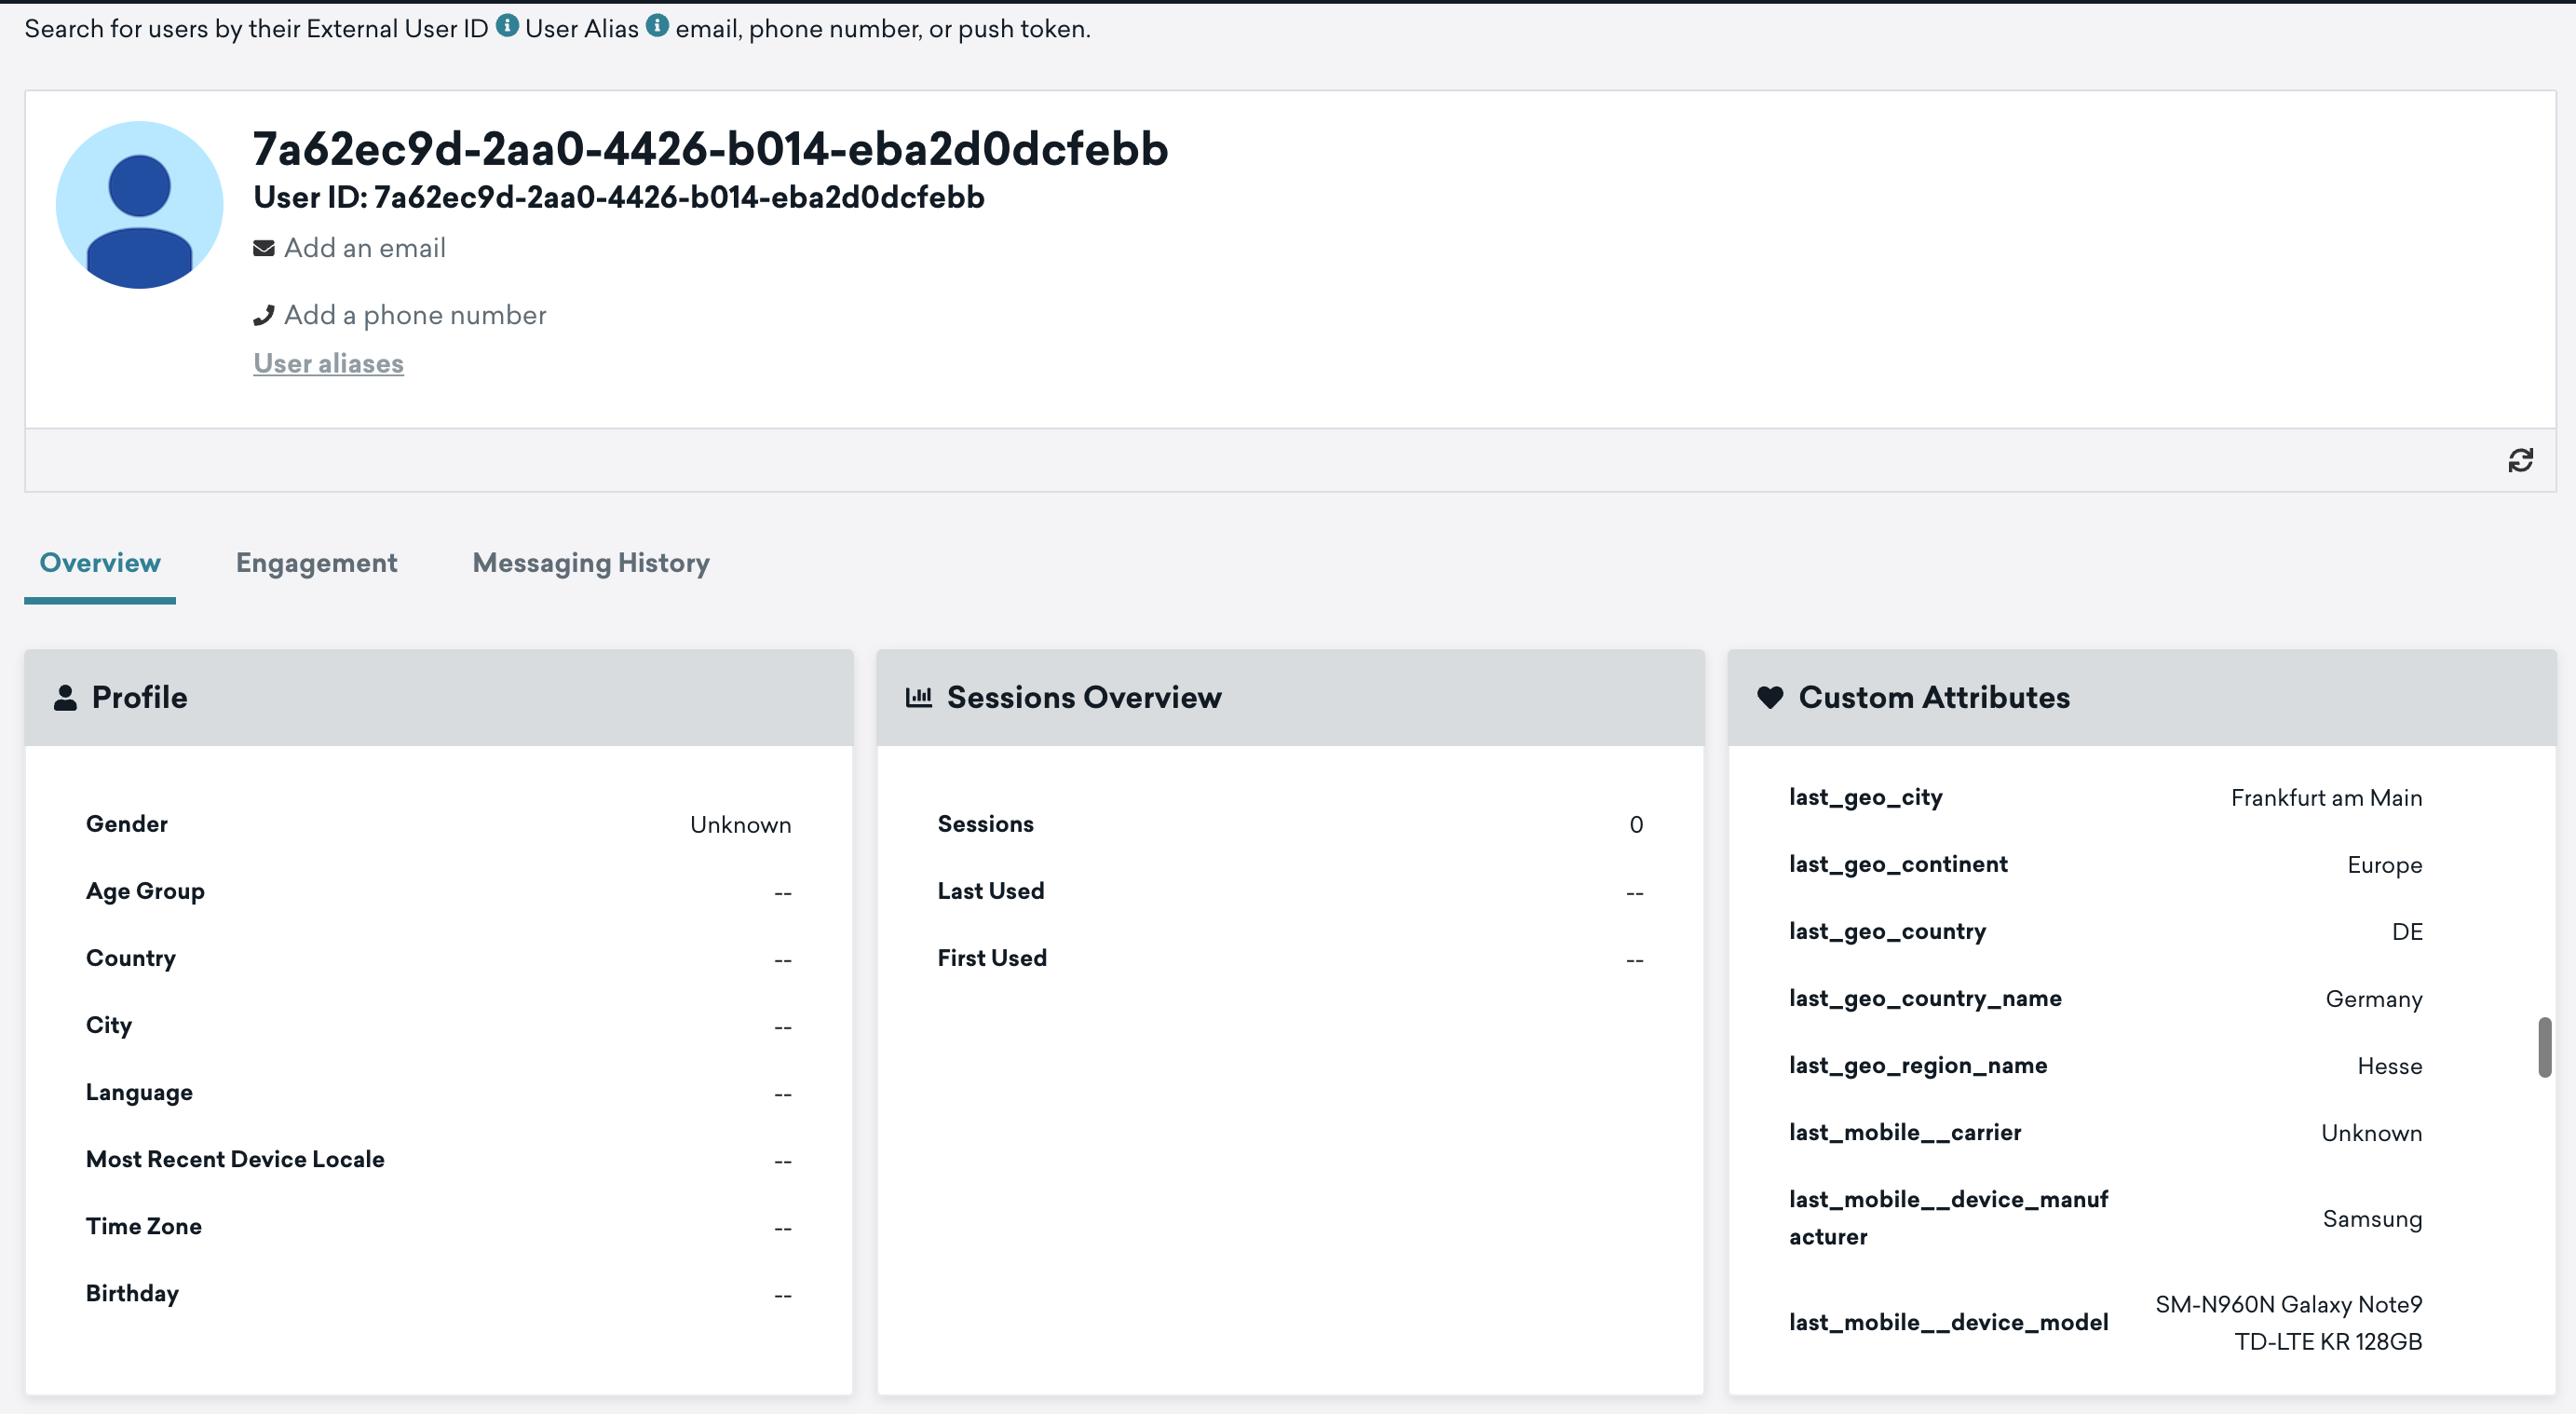 Search for users by their External User ID User Alias email, phone number, or push token.
7a62ec9d-2aa0-4426-b014-eba2d0dcfebb
User ID: 7a62ec9d-2aa0-4426-b014-eba2d0dcfebb
Add an email
Add a phone number
User aliases
Overview Engagement Messaging History
Profile
Gender Unknown
Age Group --
Country --
City --
Language --
Most Recent Device Locale --
Time Zone --
Birthday --
Sessions Overview
Sessions 0
Last Used --
First Used --
Custom Attributes
last_geo_city Frankfurt am Main
last_geo_continent Europe
last_geo_country DE
last_geo_country_name Germany
last_geo_region_name Hesse
last_mobile__carrier Unknown
last_mobile__device_manuf
acturer
Samsung
last_mobile__device_model
SM-N960N Galaxy Note9
TD-LTE KR 128GB